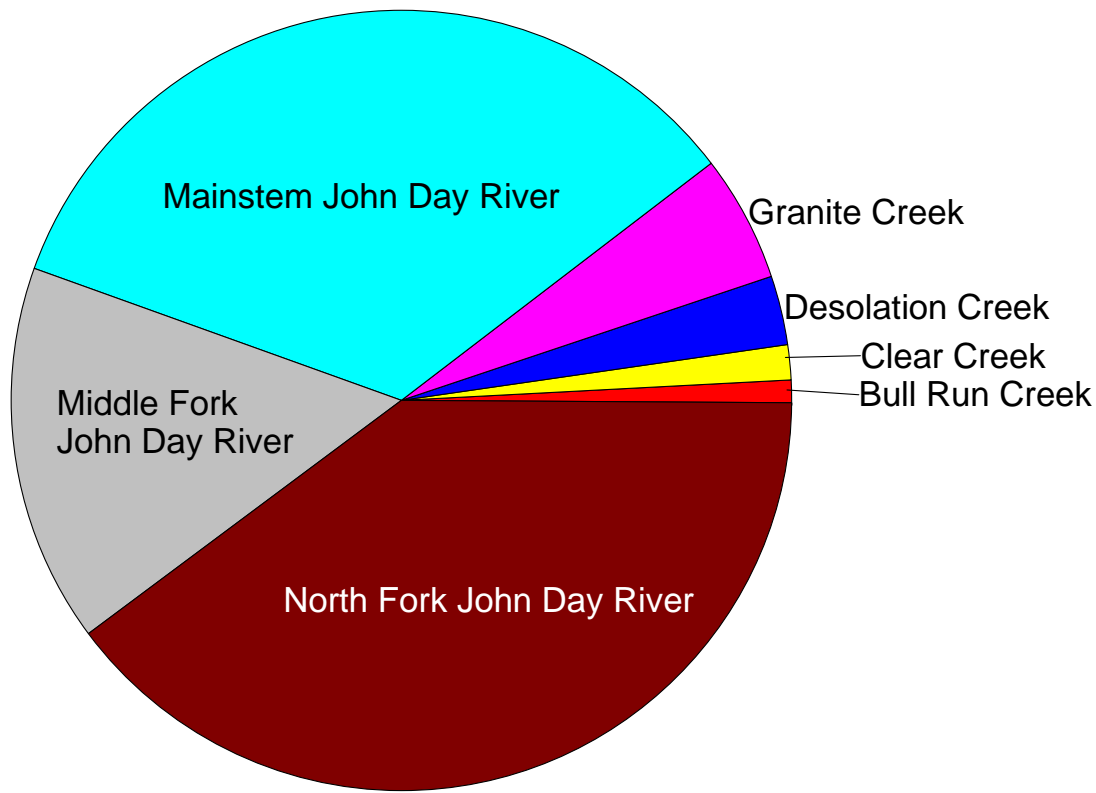 Mainstem John Day River
Granite Creek
Desolation Creek
Clear Creek
Bull Run Creek
Middle Fork
John Day River
North Fork John Day River